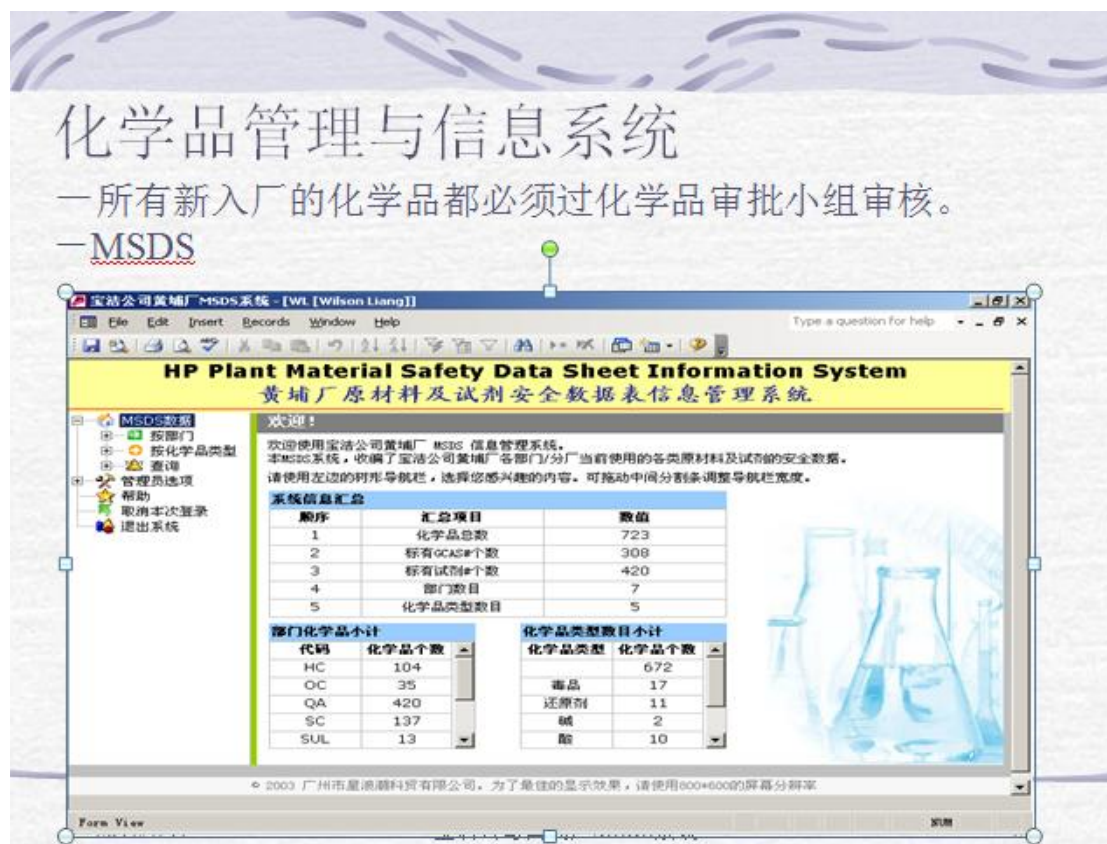 化学品管理与信息系统
－所有新入厂的化学品都必须过化学品审批小组审核。
－MSDS
宝洁公司黄埔厂MSDS系统 - [WL [Wilson Liang]]
File Edit Insert Records Window Help Type a question for help
HP Plant Material Safety Data Sheet Information System
黄埔厂原材料及试剂安全数据表信息管理系统
MSDS数据
按部门
按化学品类型
查询
管理员选项
帮助
取消本次登录
退出系统
欢迎!
欢迎使用宝洁公司黄埔厂 MSDS 信息管理系统。
本MSDS系统，收编了宝洁公司黄埔厂各部门/分厂当前使用的各类原材料及试剂的安全数据。
请使用左边的树形导航栏，选择您感兴趣的内容。可拖动中间分割条调整导航栏宽度。
系统信息汇总
顺序 汇总项目 数值
1 化学品总数 723
2 标有GCAS#个数 308
3 标有试剂#个数 420
4 部门数目 7
5 化学品类型数目 5
部门化学品小计
代码 化学品个数
HC 104
OC 35
QA 420
SC 137
SUL 13
化学品类型数目小计
化学品类型 化学品个数
672
毒品 17
还原剂 11
碱 2
酸 10
© 2003 广州市星浪潮科贸有限公司。为了最佳的显示效果，请使用800*600的屏幕分辨率
Form View NUM